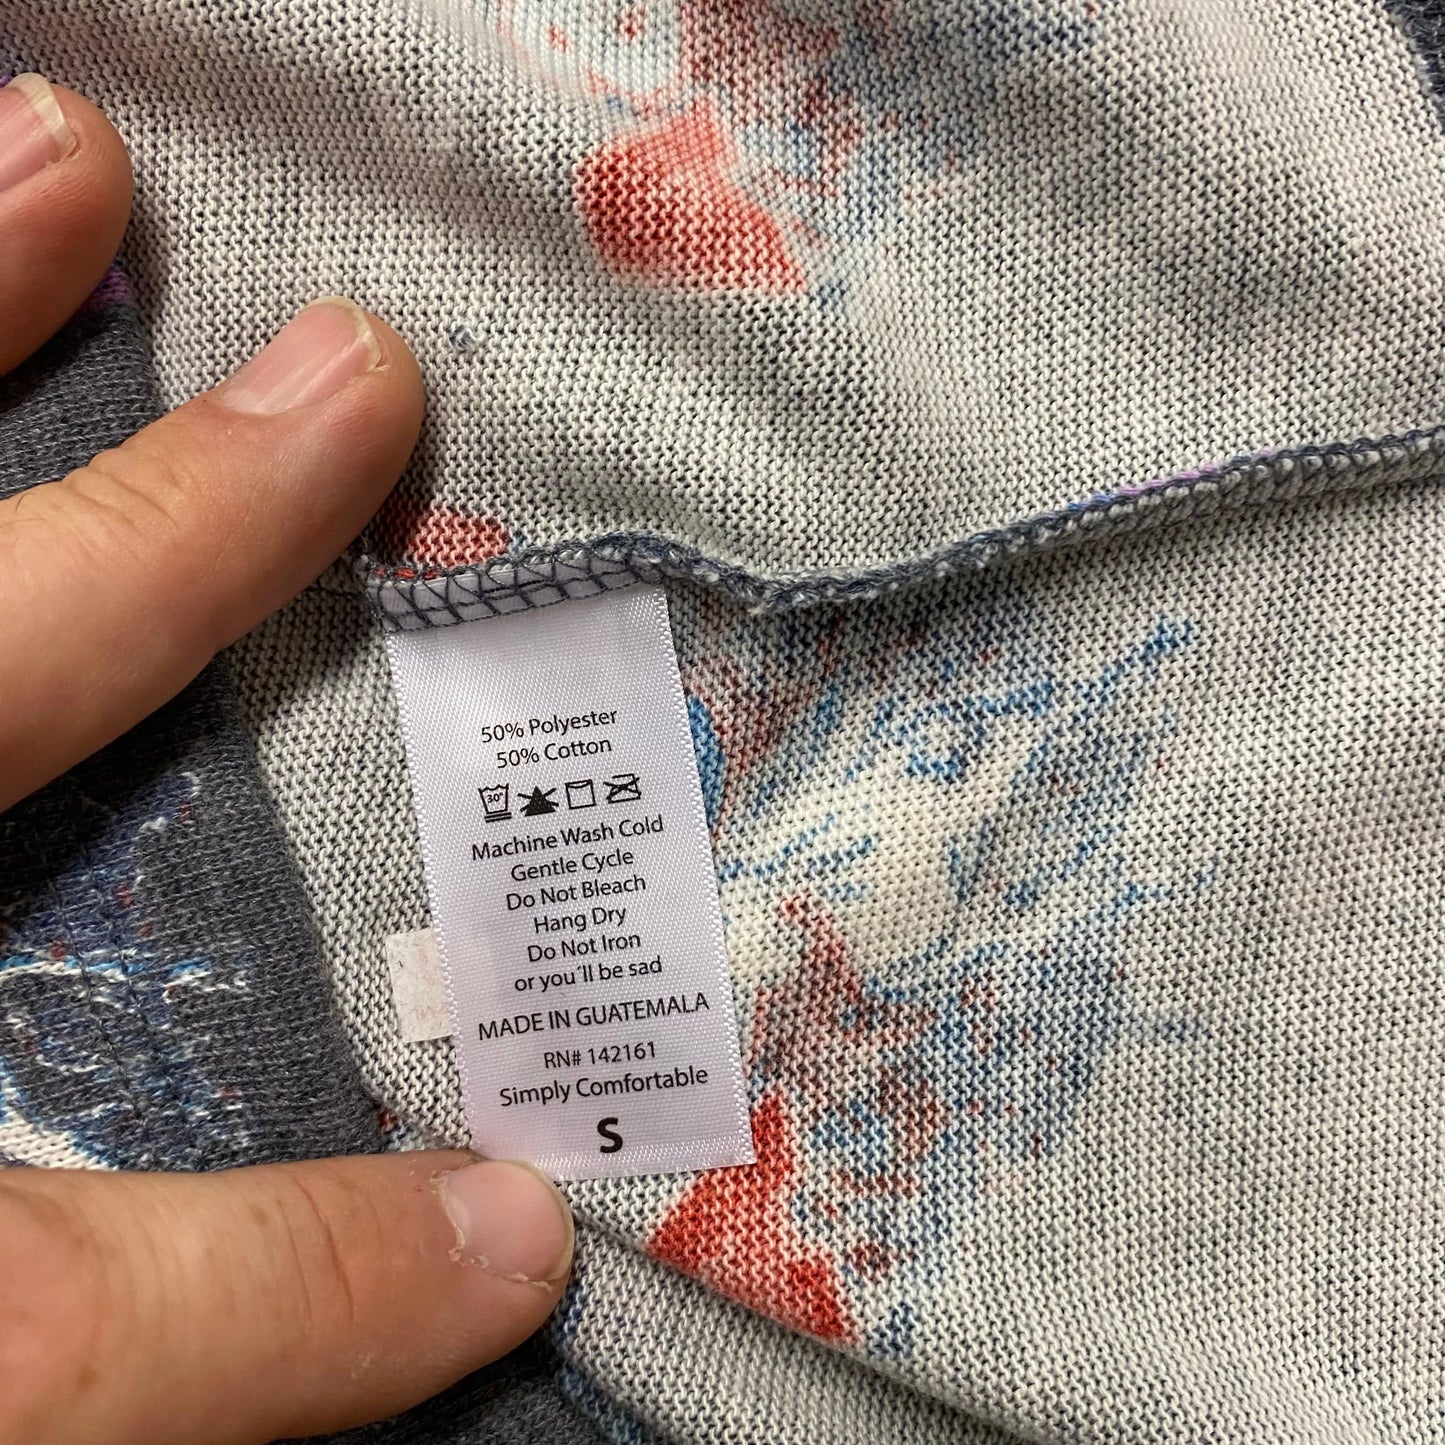 50% Polyester
50% Cotton
30°
Machine Wash Cold
Gentle Cycle
Do Not Bleach
Hang Dry
Do Not Iron
or you´ll be sad
MADE IN GUATEMALA
RN# 142161
Simply Comfortable
S